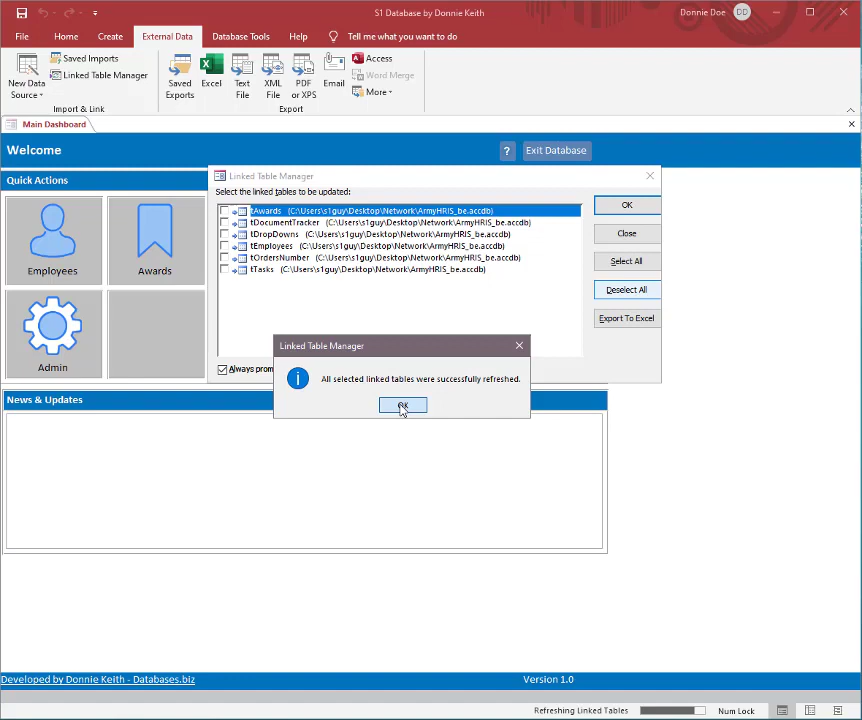 S1 Database by Donnie Keith
Donnie Doe DD
File Home Create External Data Database Tools Help Tell me what you want to do
New Data Source
Saved Imports
Linked Table Manager
Import & Link
Saved Exports
Excel
Text File
XML File
PDF or XPS
Email
Access
Word Merge
More
Export
Main Dashboard
Welcome
? Exit Database
Quick Actions
Employees
Awards
Admin
Linked Table Manager
Select the linked tables to be updated:
tAwards (C:\Users\s1guy\Desktop\Network\ArmyHRIS_be.accdb)
tDocumentTracker (C:\Users\s1guy\Desktop\Network\ArmyHRIS_be.accdb)
tDropDowns (C:\Users\s1guy\Desktop\Network\ArmyHRIS_be.accdb)
tEmployees (C:\Users\s1guy\Desktop\Network\ArmyHRIS_be.accdb)
tOrdersNumber (C:\Users\s1guy\Desktop\Network\ArmyHRIS_be.accdb)
tTasks (C:\Users\s1guy\Desktop\Network\ArmyHRIS_be.accdb)
OK
Close
Select All
Deselect All
Export To Excel
Always prom
Linked Table Manager
All selected linked tables were successfully refreshed.
OK
News & Updates
Developed by Donnie Keith - Databases.biz
Version 1.0
Refreshing Linked Tables
Num Lock